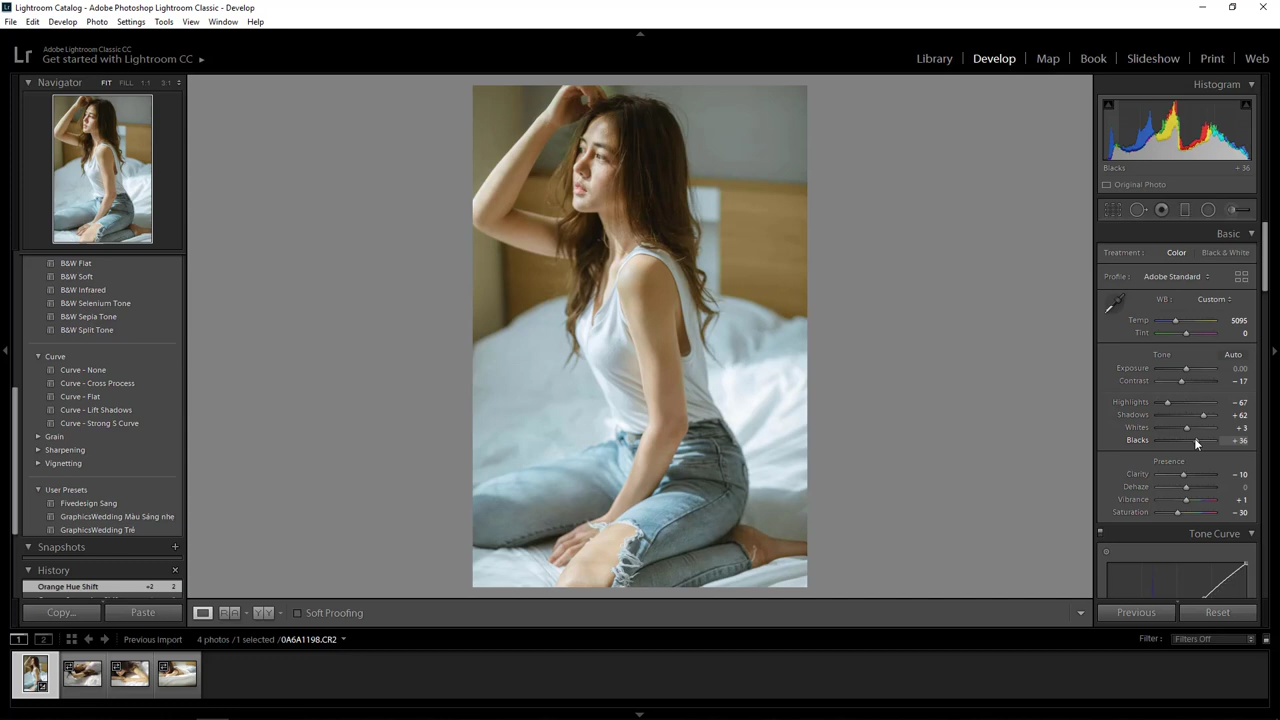 Lightroom Catalog - Adobe Photoshop Lightroom Classic - Develop
File Edit Develop Photo Settings Tools View Window Help
Lr
Adobe Lightroom Classic CC
Get started with Lightroom CC
Library Develop Map Book Slideshow Print Web
Navigator FIT FILL 1:1 3:1
B&W Flat
B&W Soft
B&W Infrared
B&W Selenium Tone
B&W Sepia Tone
B&W Split Tone
Curve
Curve - None
Curve - Cross Process
Curve - Flat
Curve - Lift Shadows
Curve - Strong S Curve
Grain
Sharpening
Vignetting
User Presets
Fivedesign Sang
GraphicsWedding Màu Sáng nhe
GraphicsWedding Trẻ
Snapshots +
History ×
Orange Hue Shift +2 2
Copy... Paste
Soft Proofing
Histogram
Blacks + 36
Original Photo
Basic
Treatment : Color Black & White
Profile : Adobe Standard
WB : Custom
Temp 5095
Tint 0
Tone Auto
Exposure 0.00
Contrast − 17
Highlights − 67
Shadows + 62
Whites + 3
Blacks + 36
Presence
Clarity − 10
Dehaze 0
Vibrance + 1
Saturation − 30
Tone Curve
Previous Reset
1 2 Previous Import 4 photos /1 selected /0A6A1198.CR2
Filter : Filters Off